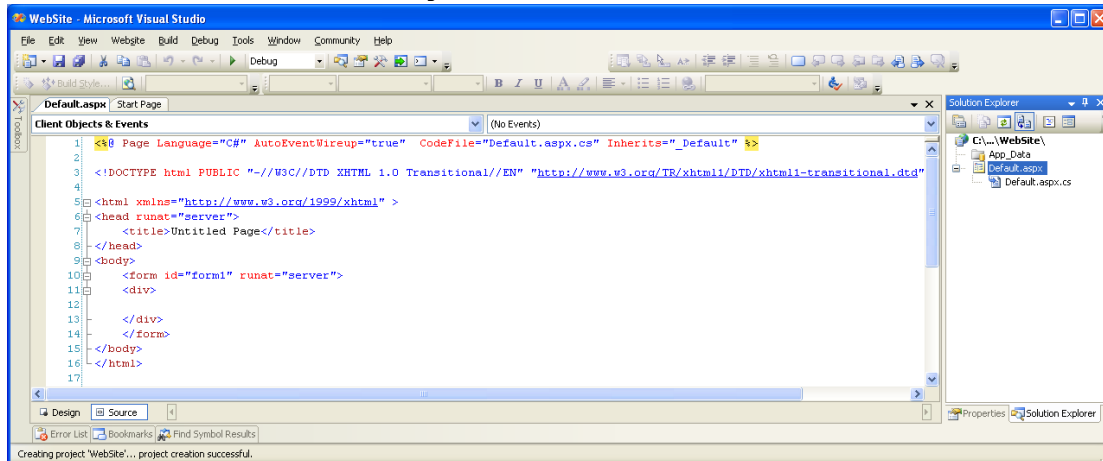 WebSite - Microsoft Visual Studio
File Edit View Website Build Debug Tools Window Community Help
Debug
Build Style...
B I U A
Default.aspx Start Page
Client Objects & Events (No Events)
Toolbox
1 <%@ Page Language="C#" AutoEventWireup="true" CodeFile="Default.aspx.cs" Inherits="_Default" %>
2
3 <!DOCTYPE html PUBLIC "-//W3C//DTD XHTML 1.0 Transitional//EN" "http://www.w3.org/TR/xhtml1/DTD/xhtml1-transitional.dtd"
4
5 <html xmlns="http://www.w3.org/1999/xhtml" >
6 <head runat="server">
7 <title>Untitled Page</title>
8 </head>
9 <body>
10 <form id="form1" runat="server">
11 <div>
12
13 </div>
14 </form>
15 </body>
16 </html>
17
Design Source
Error List Bookmarks Find Symbol Results
Creating project 'WebSite'... project creation successful.
Solution Explorer
C:\...\WebSite\
App_Data
Default.aspx
Default.aspx.cs
Properties Solution Explorer